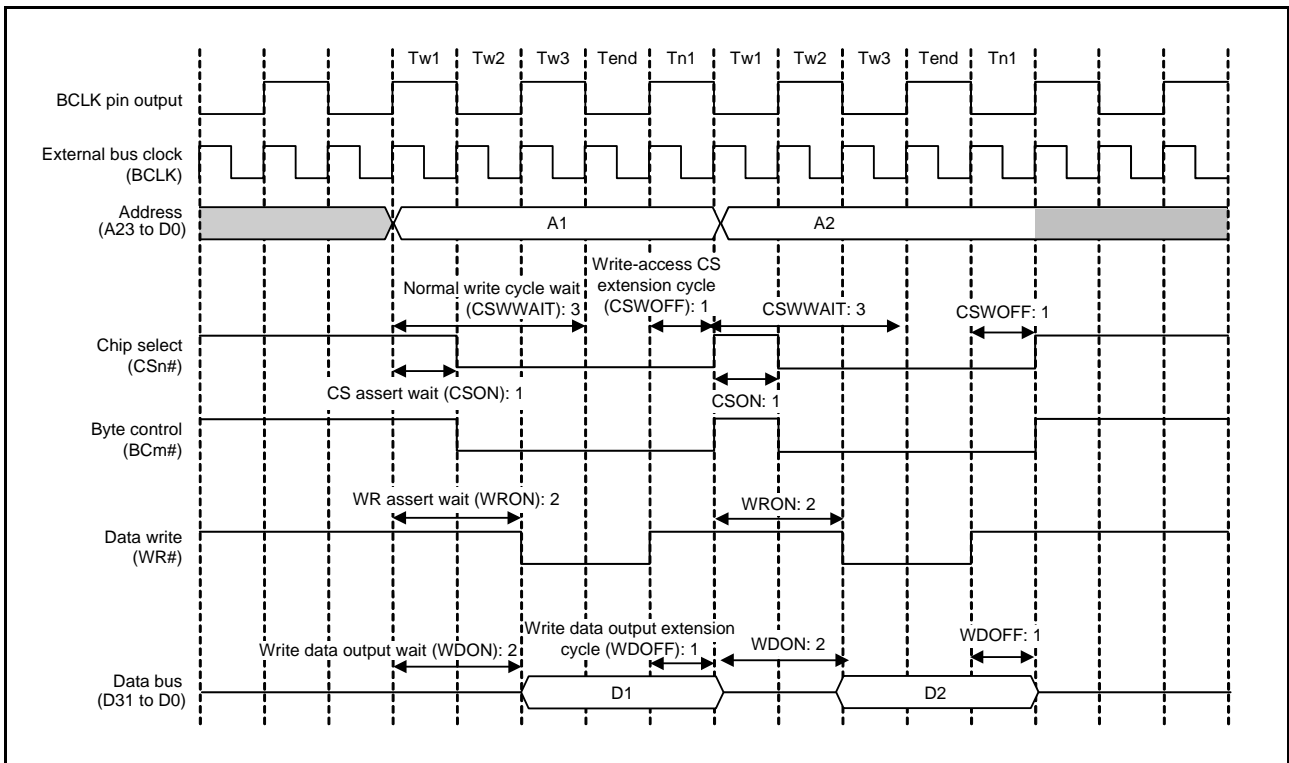 Tw1 Tw2 Tw3 Tend Tn1 Tw1 Tw2 Tw3 Tend Tn1
BCLK pin output
External bus clock
(BCLK)
Address
(A23 to D0)
A1 A2
Write-access CS
extension cycle
(CSWOFF): 1
Normal write cycle wait
(CSWWAIT): 3
CSWWAIT: 3
CSWOFF: 1
Chip select
(CSn#)
CS assert wait (CSON): 1
CSON: 1
Byte control
(BCm#)
WR assert wait (WRON): 2
WRON: 2
Data write
(WR#)
Write data output wait (WDON): 2
Write data output extension
cycle (WDOFF): 1
WDON: 2
WDOFF: 1
Data bus
(D31 to D0)
D1 D2